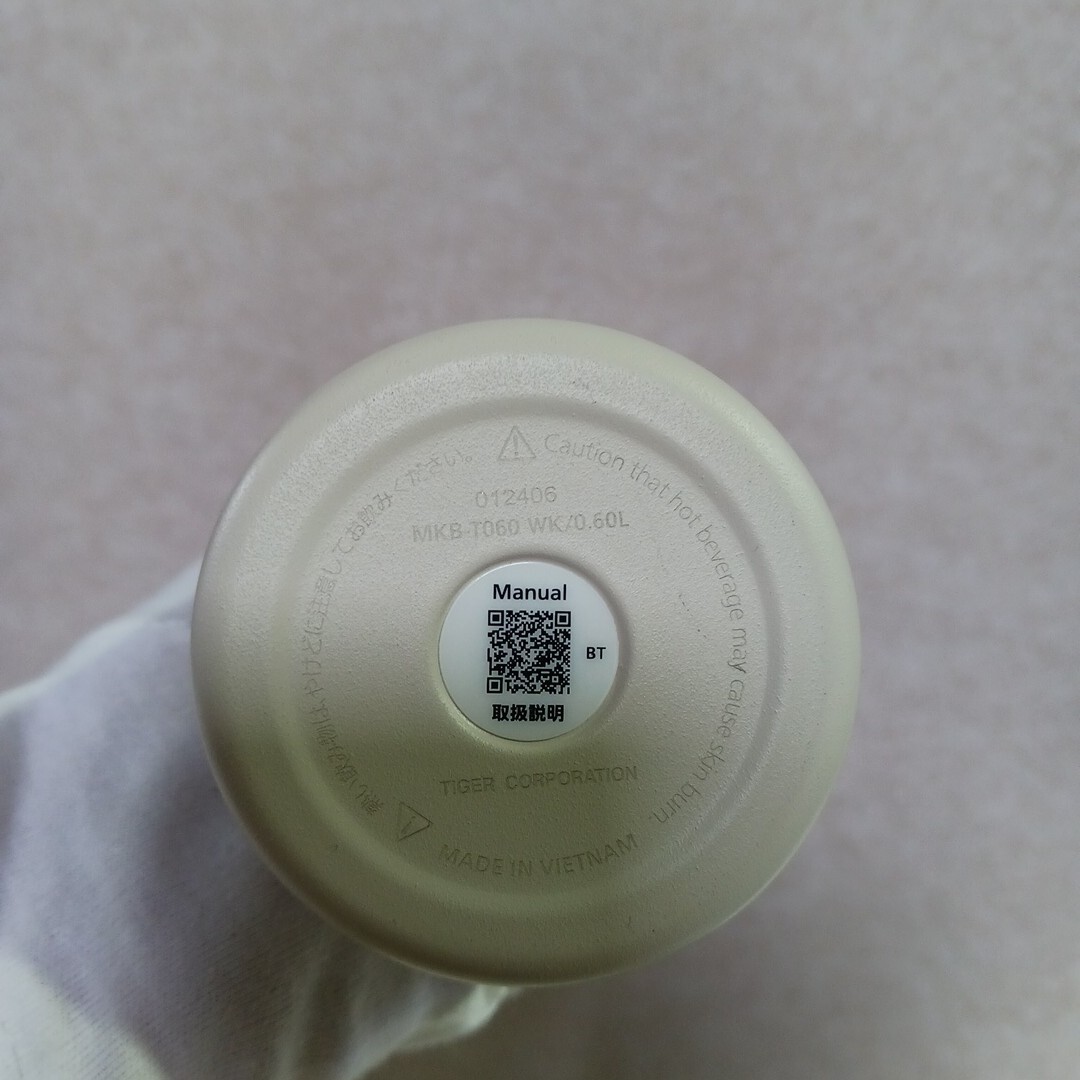 ⚠ Caution that hot beverage may cause skin burn.
012406
MKB-T060 WK/0.60L
Manual
BT
取扱説明
TIGER CORPORATION
MADE IN VIETNAM
⚠ 熱い飲み物はやけどに注意してお飲みください。